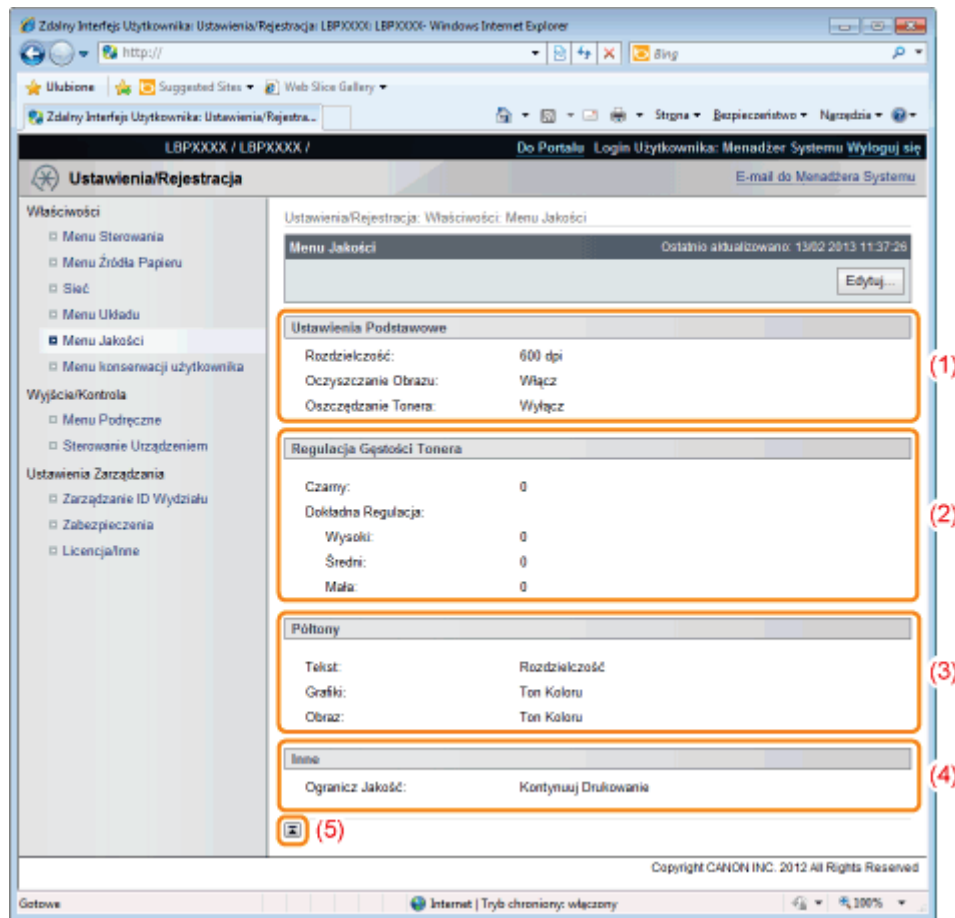 Zdalny Interfejs Użytkownika: Ustawienia/Rejestracja: LBPXXXX: LBPXXXX- Windows Internet Explorer
http://
Bing
Ulubione Suggested Sites Web Slice Gallery
Zdalny Interfejs Użytkownika: Ustawienia/Rejestra...
Strona Bezpieczeństwo Narzędzia
LBPXXXX / LBPXXXX /
Do Portalu Login Użytkownika: Menadżer Systemu Wyloguj się
Ustawienia/Rejestracja
E-mail do Menadżera Systemu
Właściwości
Menu Sterowania
Menu Źródła Papieru
Sieć
Menu Układu
Menu Jakości
Menu konserwacji użytkownika
Wyjście/Kontrola
Menu Podręczne
Sterowanie Urządzeniem
Ustawienia Zarządzania
Zarządzanie ID Wydziału
Zabezpieczenia
Licencja/Inne
Ustawienia/Rejestracja: Właściwości: Menu Jakości
Menu Jakości Ostatnio aktualizowano: 13/02 2013 11:37:26
Edytuj...
Ustawienia Podstawowe
Rozdzielczość: 600 dpi
Oczyszczanie Obrazu: Włącz
Oszczędzanie Tonera: Wyłącz
(1)
Regulacja Gęstości Tonera
Czarny: 0
Dokładna Regulacja:
Wysoki: 0
Średni: 0
Mała: 0
(2)
Półtony
Tekst: Rozdzielczość
Grafiki: Ton Koloru
Obraz: Ton Koloru
(3)
Inne
Ogranicz Jakość: Kontynuuj Drukowanie
(4)
(5)
Copyright CANON INC. 2012 All Rights Reserved
Gotowe Internet | Tryb chroniony: włączony 100%